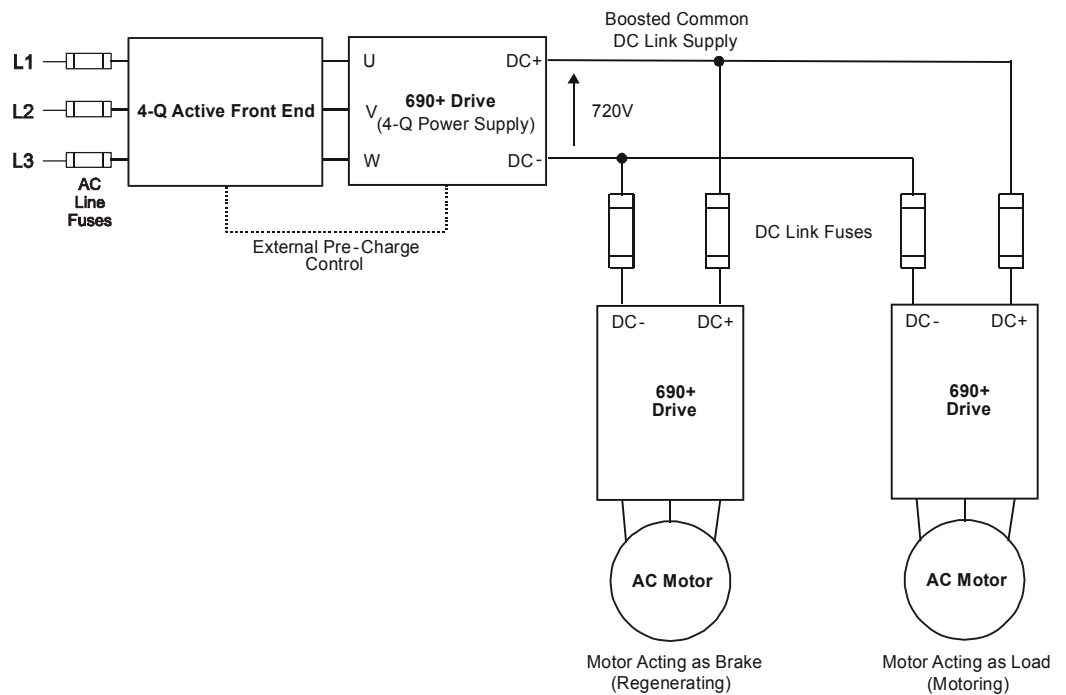 Boosted Common
DC Link Supply
L1
L2
L3
AC
Line
Fuses
4-Q Active Front End
U
V
W
690+ Drive
(4-Q Power Supply)
DC+
DC-
720V
External Pre-Charge
Control
DC Link Fuses
DC-
DC+
690+
Drive
AC Motor
Motor Acting as Brake
(Regenerating)
DC-
DC+
690+
Drive
AC Motor
Motor Acting as Load
(Motoring)